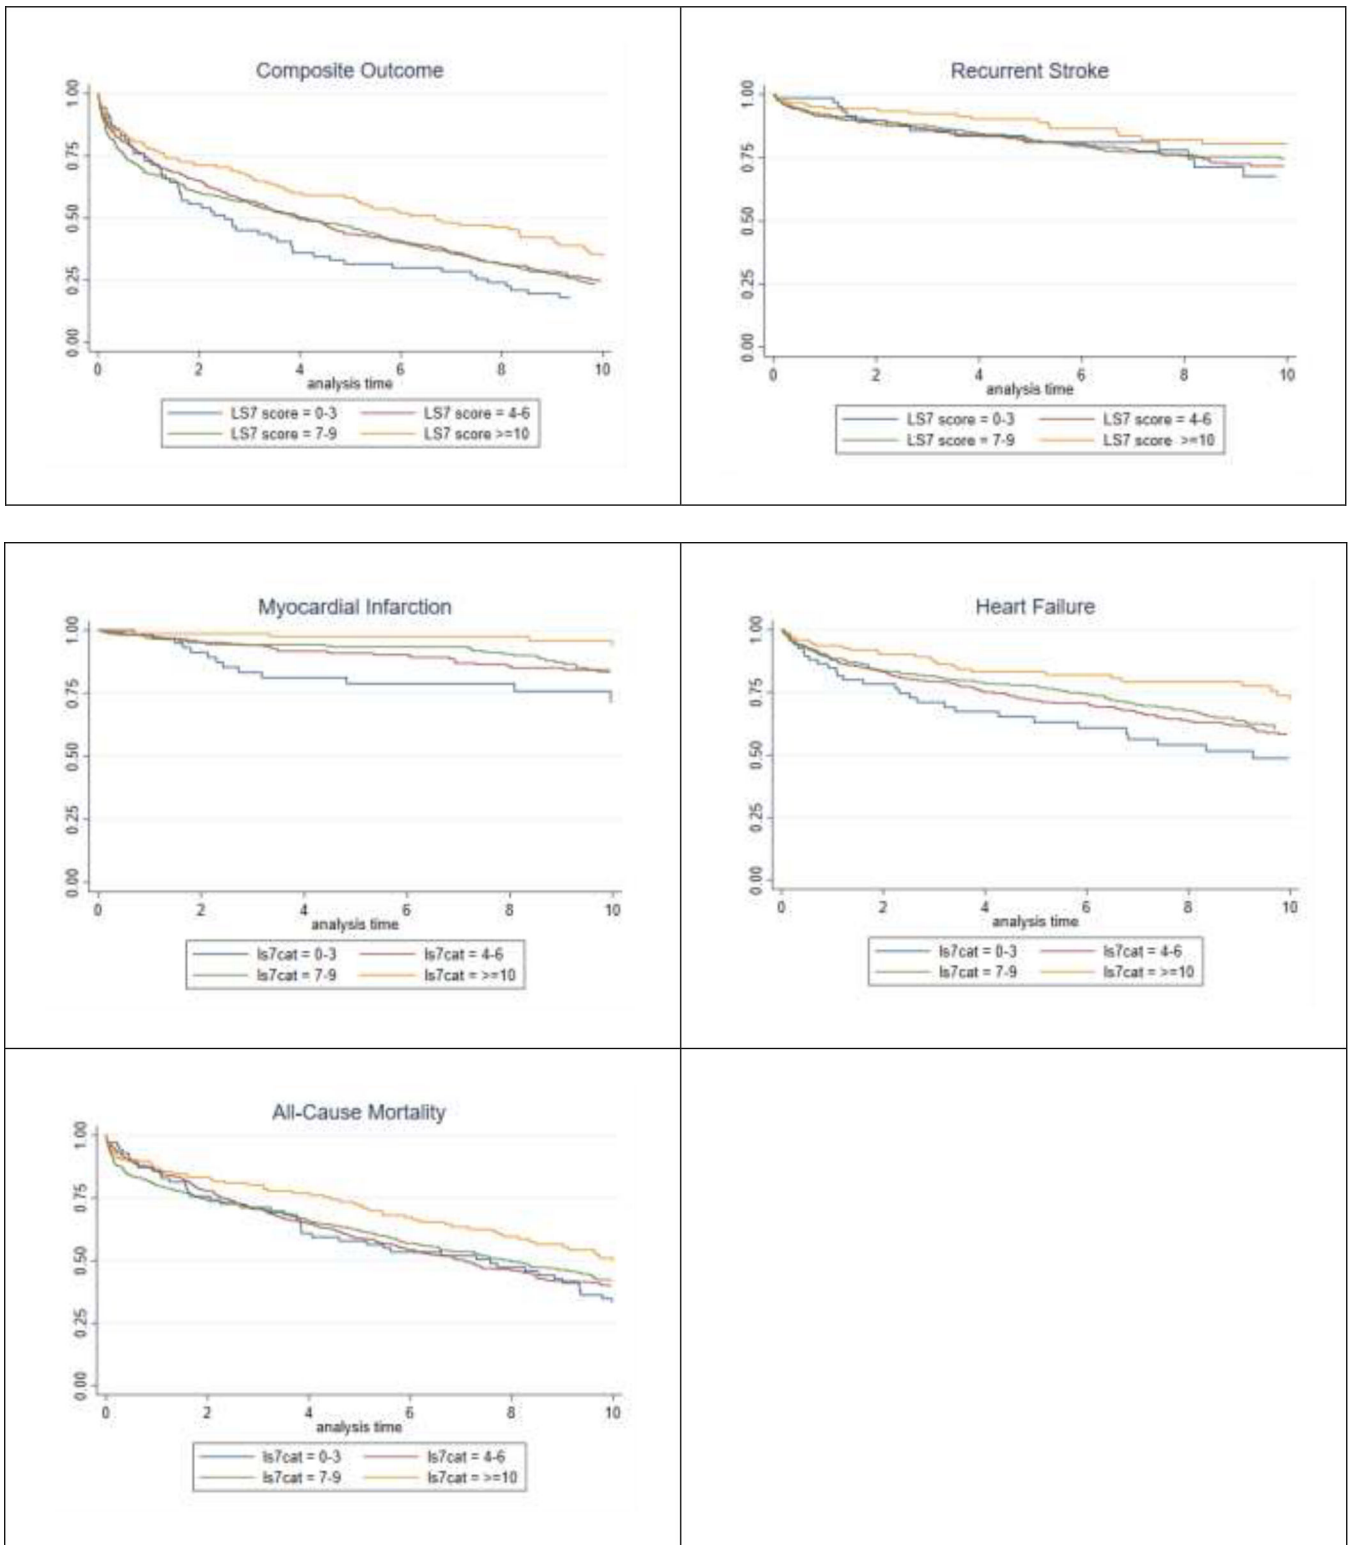 Composite Outcome
1.00
0.75
0.50
0.25
0.00
0 2 4 6 8 10
analysis time
LS7 score = 0-3 LS7 score = 4-6
LS7 score = 7-9 LS7 score >=10
Recurrent Stroke
1.00
0.75
0.50
0.25
0.00
0 2 4 6 8 10
analysis time
LS7 score = 0-3 LS7 score = 4-6
LS7 score = 7-9 LS7 score >=10
Myocardial Infarction
1.00
0.75
0.50
0.25
0.00
0 2 4 6 8 10
analysis time
ls7cat = 0-3 ls7cat = 4-6
ls7cat = 7-9 ls7cat = >=10
Heart Failure
1.00
0.75
0.50
0.25
0.00
0 2 4 6 8 10
analysis time
ls7cat = 0-3 ls7cat = 4-6
ls7cat = 7-9 ls7cat = >=10
All-Cause Mortality
1.00
0.75
0.50
0.25
0.00
0 2 4 6 8 10
analysis time
ls7cat = 0-3 ls7cat = 4-6
ls7cat = 7-9 ls7cat = >=10